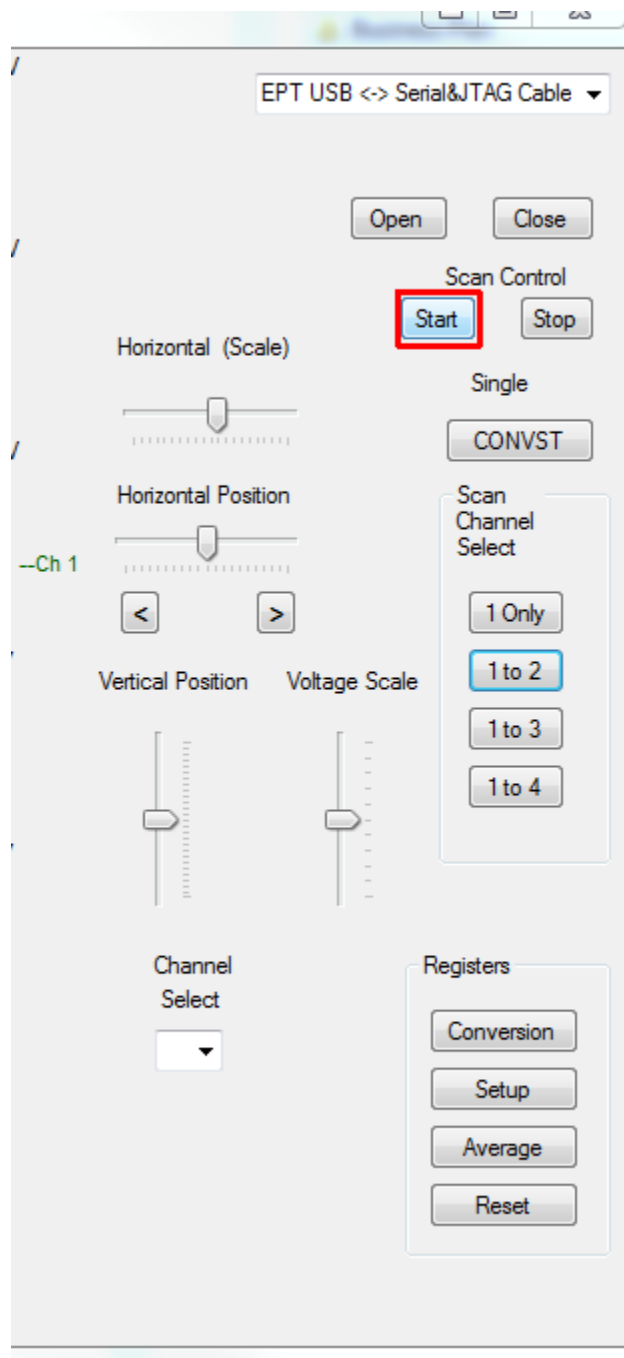 EPT USB <-> Serial&JTAG Cable
Open
Close
Scan Control
Start
Stop
Horizontal (Scale)
Single
CONVST
Horizontal Position
Scan
Channel
Select
--Ch 1
<
>
1 Only
Vertical Position
Voltage Scale
1 to 2
1 to 3
1 to 4
Channel
Select
Registers
Conversion
Setup
Average
Reset